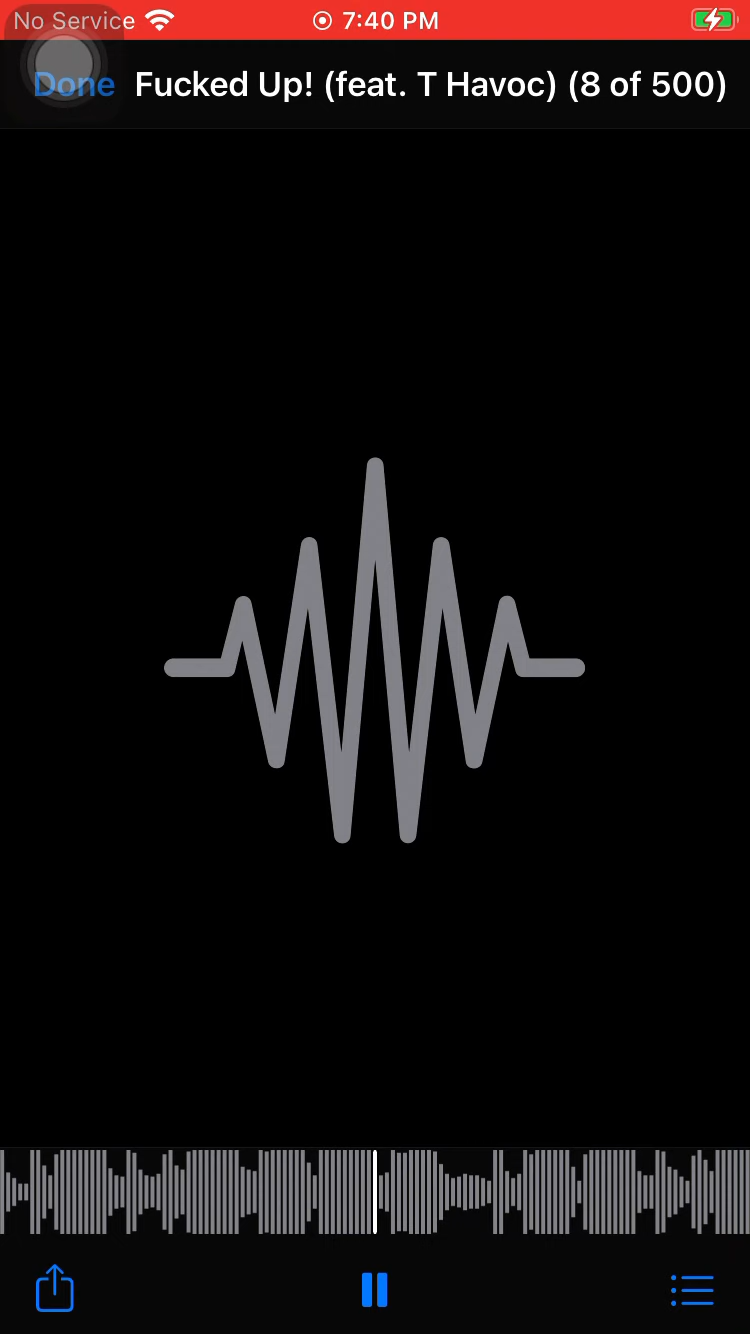 No Service 7:40 PM
Done Fucked Up! (feat. T Havoc) (8 of 500)